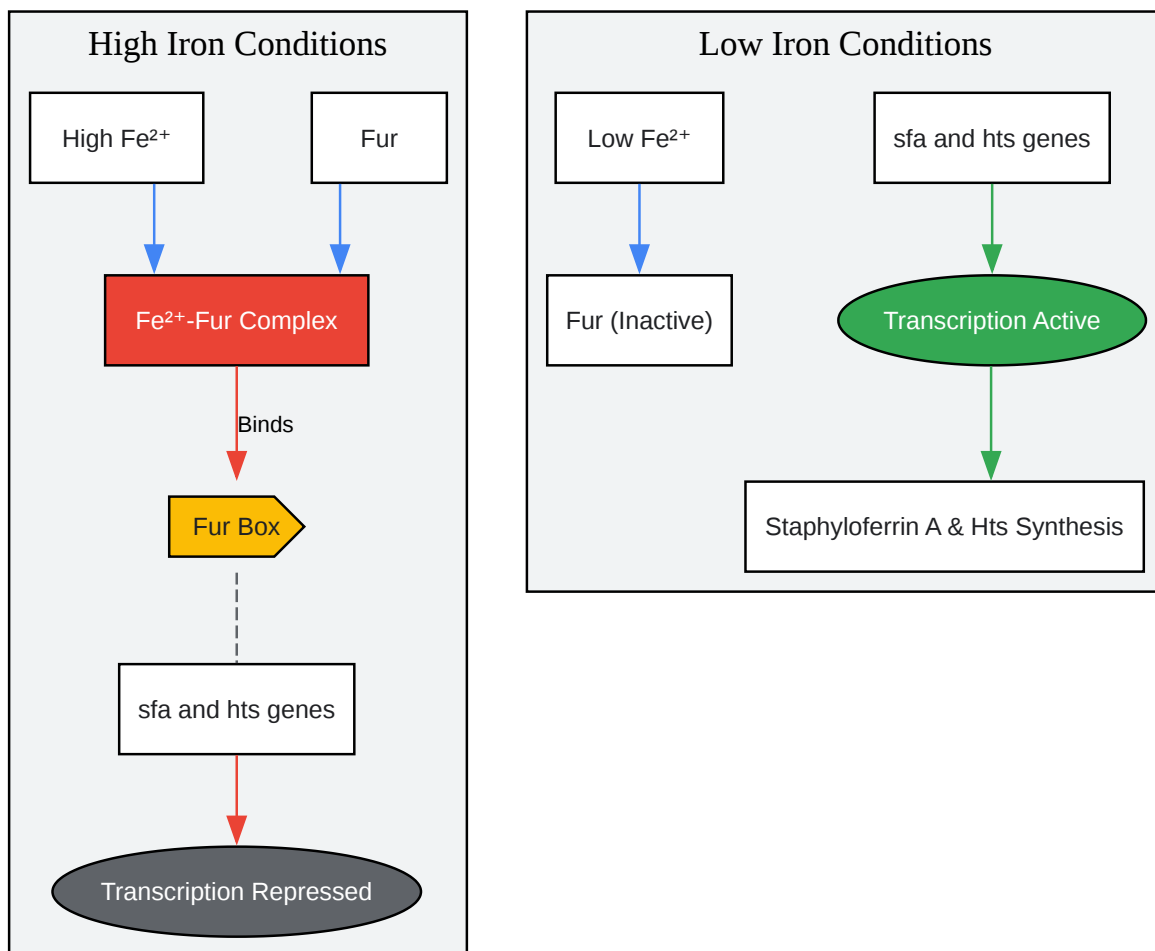 High Iron Conditions
High Fe²⁺
Fur
Fe²⁺-Fur Complex
Binds
Fur Box
sfa and hts genes
Transcription Repressed
Low Iron Conditions
Low Fe²⁺
sfa and hts genes
Fur (Inactive)
Transcription Active
Staphyloferrin A & Hts Synthesis